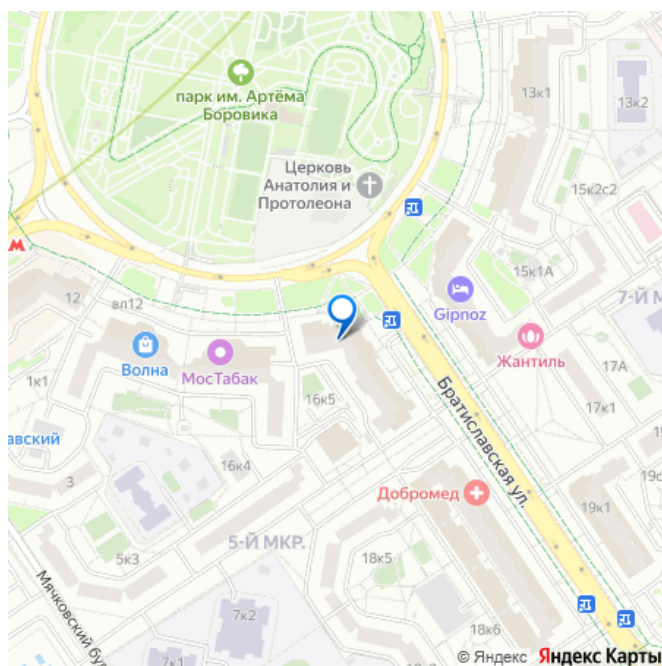 парк им. Артёма
Боровика
13к1
13к2
Церковь
Анатолия и
Протолеона
15к2с2
М
12
вл12
15к1А
Gipnoz
7-Й М
Волна
МосТабак
Жантиль
17А
1к1
16к5
17к1
авский
Братиславская ул.
3
16к4
Добромед
19к1
5-Й МКР.
5к3
18к5
Мячковский бу
7к2
18к6
7к1
© Яндекс Яндекс Карты